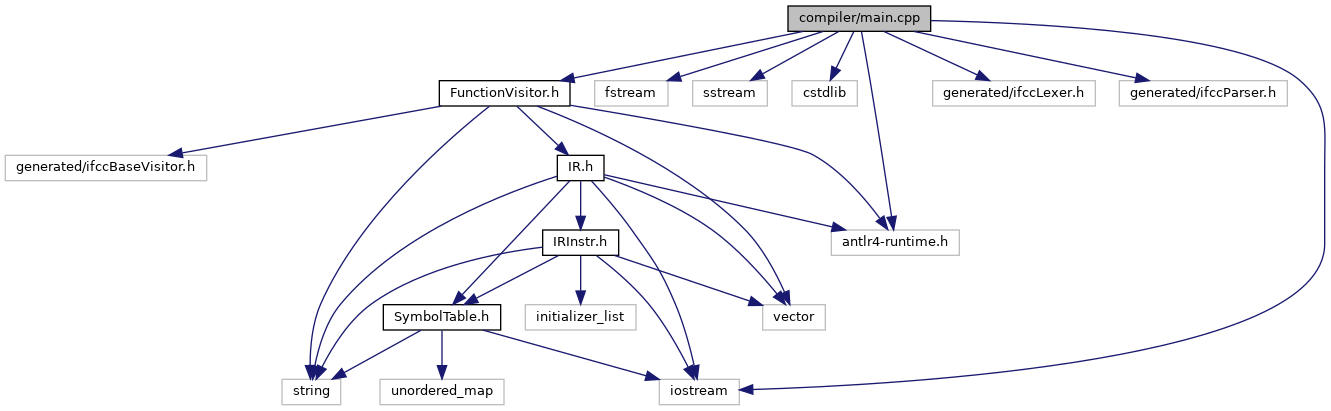 compiler/main.cpp
FunctionVisitor.h
fstream
sstream
cstdlib
generated/ifccLexer.h
generated/ifccParser.h
generated/ifccBaseVisitor.h
IR.h
IRInstr.h
antlr4-runtime.h
SymbolTable.h
initializer_list
vector
string
unordered_map
iostream